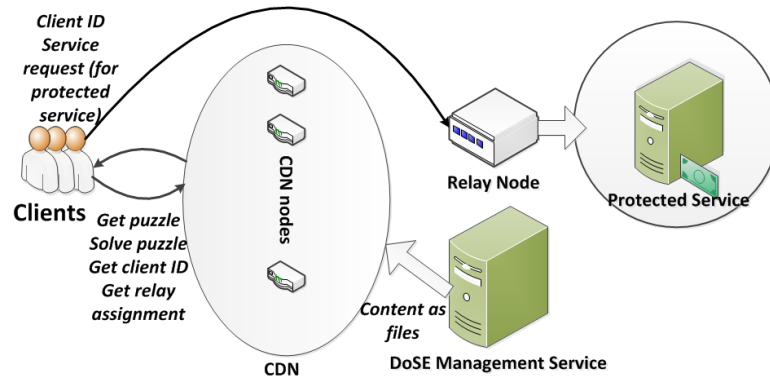 Client ID
Service
request (for
protected
service)
Clients
Get puzzle
Solve puzzle
Get client ID
Get relay
assignment
CDN nodes
CDN
Relay Node
Protected Service
Content as
files
DoSE Management Service